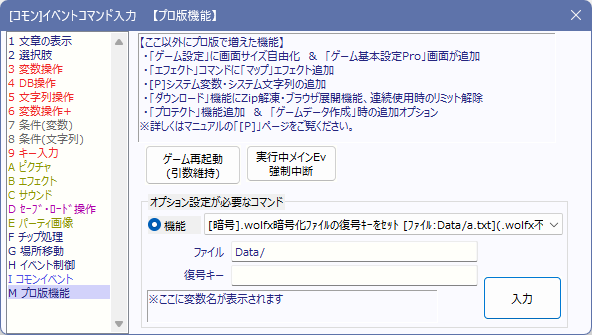 [コモン]イベントコマンド入力　【プロ版機能】
1 文章の表示
2 選択肢
3 変数操作
4 DB操作
5 文字列操作
6 変数操作+
7 条件(変数)
8 条件(文字列)
9 キー入力
A ピクチャ
B エフェクト
C サウンド
D ｾｰﾌﾞ･ﾛｰﾄﾞ操作
E パーティ画像
F チップ処理
G 場所移動
H イベント制御
I コモンイベント
M プロ版機能
【ここ以外にプロ版で増えた機能】
・「ゲーム設定」に画面サイズ自由化　&　「ゲーム基本設定Pro」画面が追加
・「エフェクト」コマンドに「マップ」エフェクト追加
・[P]システム変数・システム文字列の追加
・「ダウンロード」機能にZip解凍・ブラウザ展開機能、連続使用時のリミット解除
・「プロテクト」機能追加　&　「ゲームデータ作成」時の追加オプション
※詳しくはマニュアルの「[P]」ページをご覧ください。
ゲーム再起動
(引数維持)
実行中メインEv
強制中断
オプション設定が必要なコマンド
機能
[暗号].wolfx暗号化ファイルの復号キーをセット [ファイル:Data/a.txt](.wolfx不
ファイル
Data/
復号キー
※ここに変数名が表示されます
入力